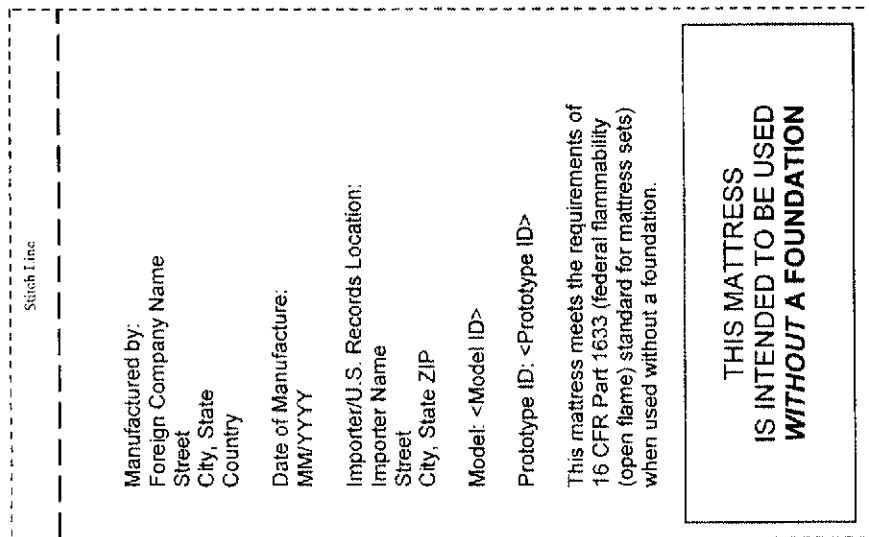 Stitch Line
Manufactured by:
Foreign Company Name
Street
City, State
Country
Date of Manufacture:
MM/YYYY
Importer/U.S. Records Location:
Importer Name
Street
City, State ZIP
Model: <Model ID>
Prototype ID: <Prototype ID>
This mattress meets the requirements of
16 CFR Part 1633 (federal flammability
(open flame) standard for mattress sets)
when used without a foundation.
THIS MATTRESS
IS INTENDED TO BE USED
WITHOUT A FOUNDATION